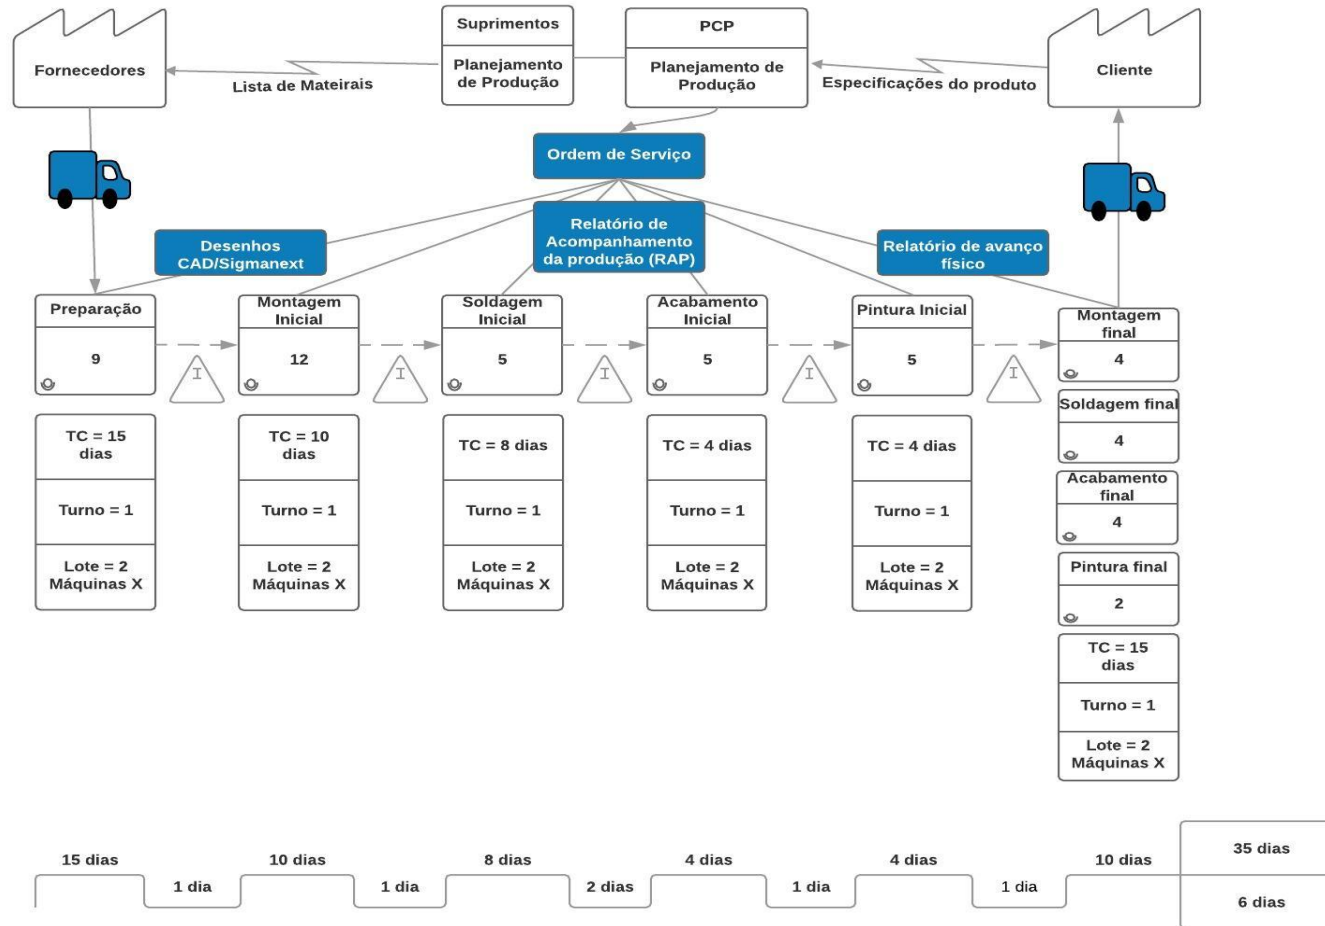 Fornecedores
Lista de Mateirais
Suprimentos
Planejamento
de Produção
PCP
Planejamento de
Produção
Especificações do produto
Cliente
Ordem de Serviço
Desenhos
CAD/Sigmanext
Relatório de
Acompanhamento
da produção (RAP)
Relatório de avanço
físico
Preparação
9
I
Montagem
Inicial
12
I
Soldagem
Inicial
5
I
Acabamento
Inicial
5
I
Pintura Inicial
5
I
Montagem
final
4
Soldagem final
4
Acabamento
final
4
Pintura final
2
TC = 15
dias
Turno = 1
Lote = 2
Máquinas X
TC = 10
dias
Turno = 1
Lote = 2
Máquinas X
TC = 8 dias
Turno = 1
Lote = 2
Máquinas X
TC = 4 dias
Turno = 1
Lote = 2
Máquinas X
TC = 4 dias
Turno = 1
Lote = 2
Máquinas X
TC = 15
dias
Turno = 1
Lote = 2
Máquinas X
15 dias
1 dia
10 dias
1 dia
8 dias
2 dias
4 dias
1 dia
4 dias
1 dia
10 dias
35 dias
6 dias